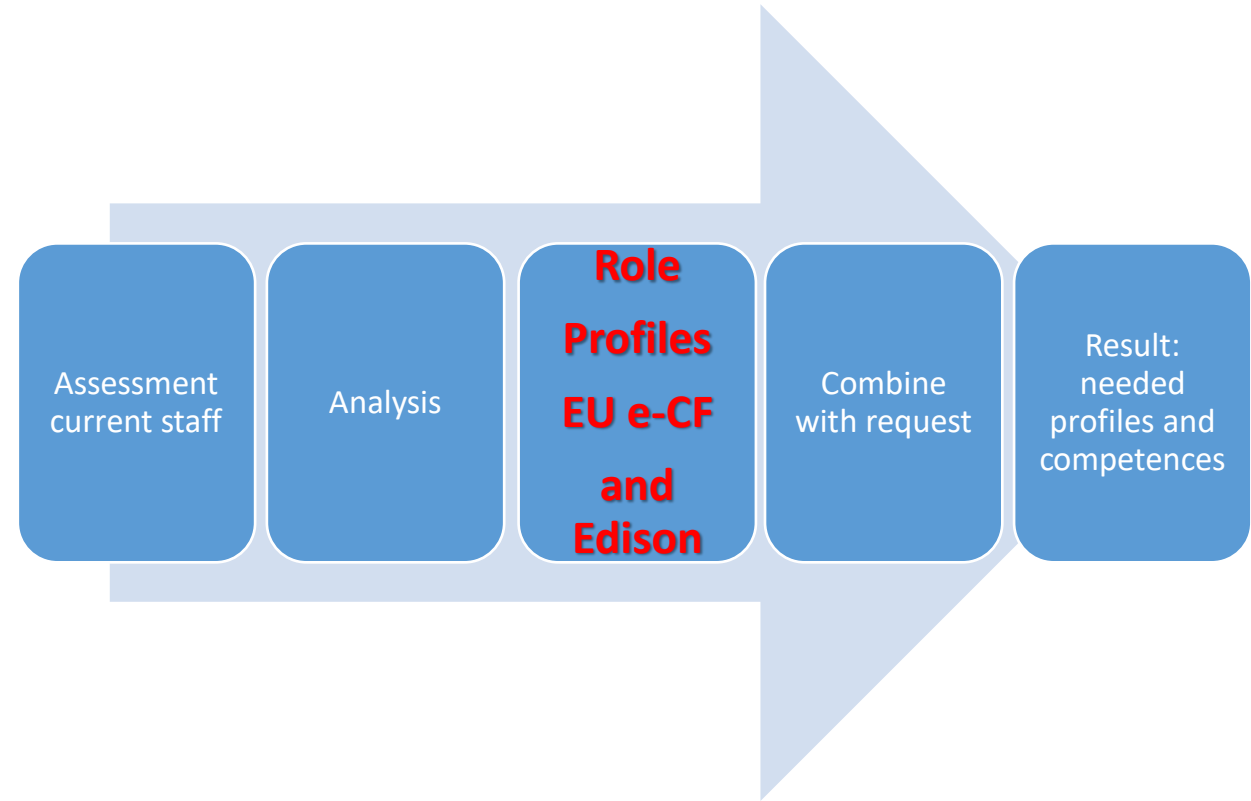 Assessment
current staff
Analysis
Role
Profiles
EU e-CF
and
Edison
Combine
with request
Result:
needed
profiles and
competences